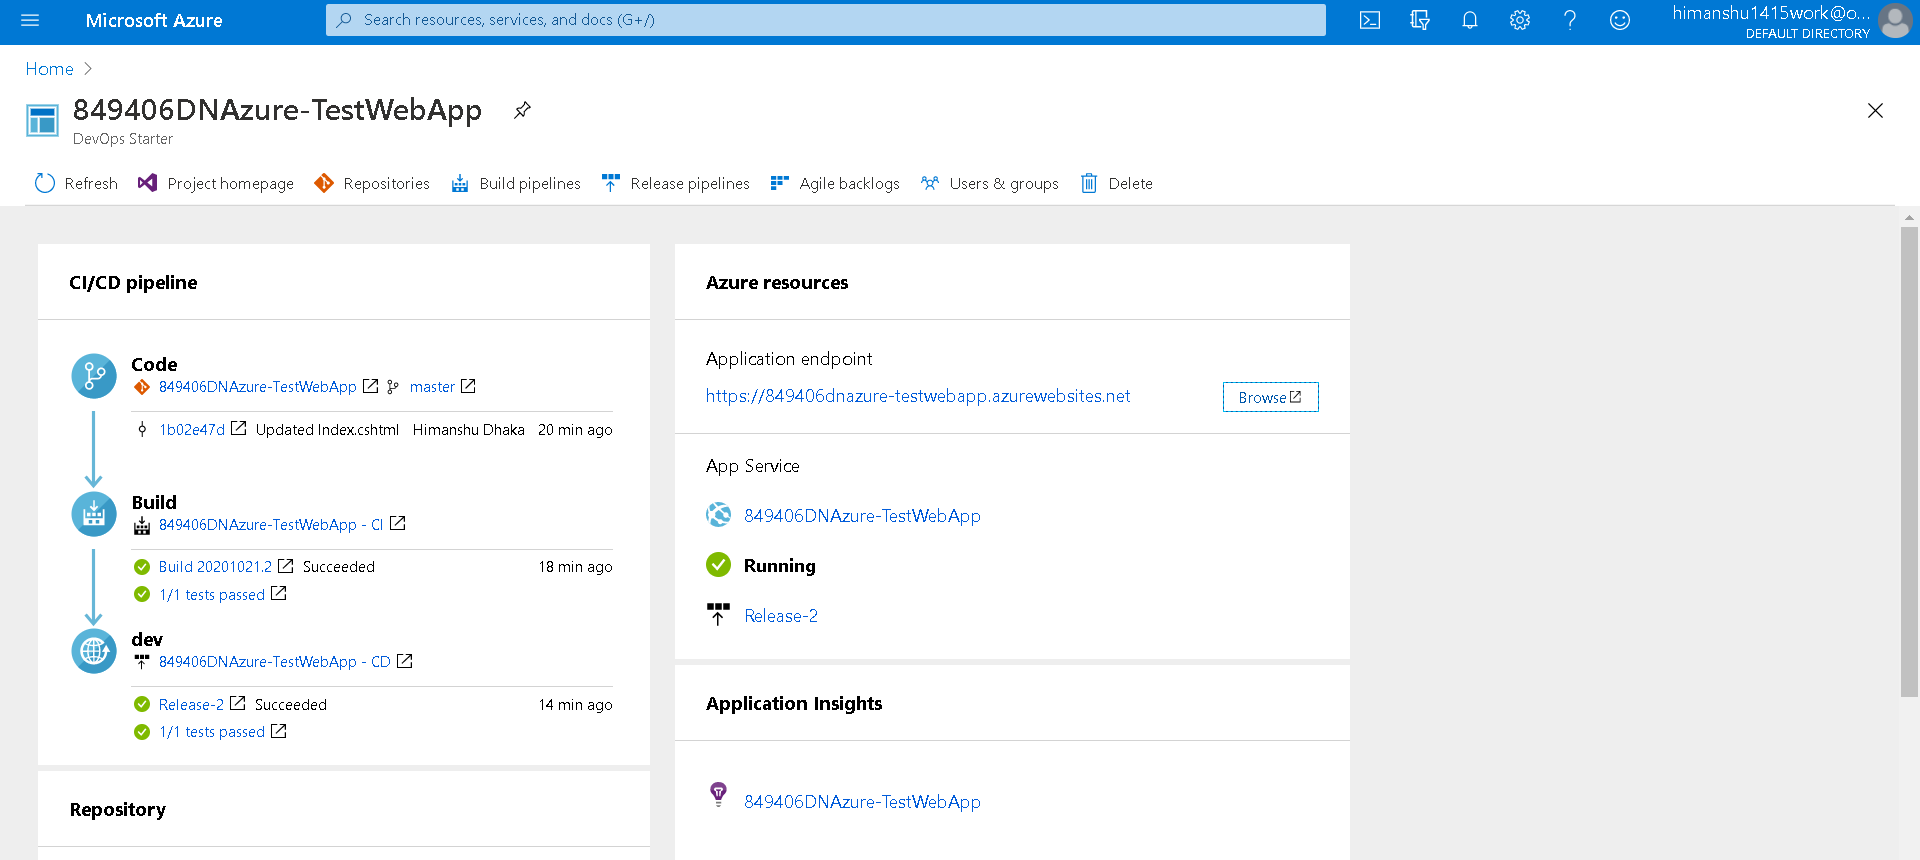 Microsoft Azure
Search resources, services, and docs (G+/)
himanshu1415work@o...
DEFAULT DIRECTORY
Home
849406DNAzure-TestWebApp
DevOps Starter
Refresh Project homepage Repositories Build pipelines Release pipelines Agile backlogs Users & groups Delete
CI/CD pipeline
Code
849406DNAzure-TestWebApp master
1b02e47d Updated Index.cshtml Himanshu Dhaka 20 min ago
Build
849406DNAzure-TestWebApp - CI
Build 20201021.2 Succeeded 18 min ago
1/1 tests passed
dev
849406DNAzure-TestWebApp - CD
Release-2 Succeeded 14 min ago
1/1 tests passed
Repository
Azure resources
Application endpoint
https://849406dnazure-testwebapp.azurewebsites.net Browse
App Service
849406DNAzure-TestWebApp
Running
Release-2
Application Insights
849406DNAzure-TestWebApp